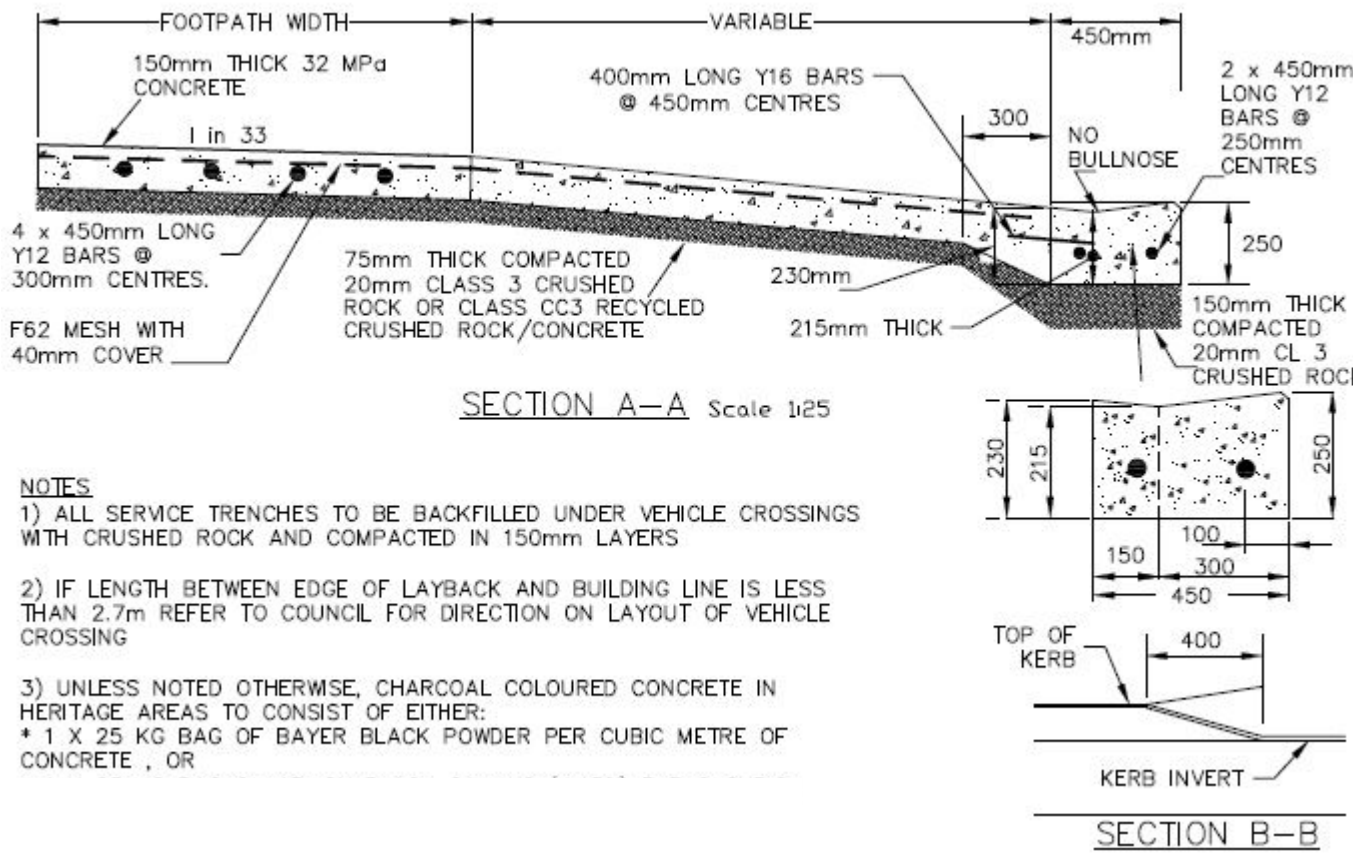 FOOTPATH WIDTH
VARIABLE
450mm
150mm THICK 32 MPa
CONCRETE
400mm LONG Y16 BARS
@ 450mm CENTRES
2 x 450mm
LONG Y12
BARS @
250mm
CENTRES
1 in 33
300
NO
BULLNOSE
4 x 450mm LONG
Y12 BARS @
300mm CENTRES.
F62 MESH WITH
40mm COVER
75mm THICK COMPACTED
20mm CLASS 3 CRUSHED
ROCK OR CLASS CC3 RECYCLED
CRUSHED ROCK/CONCRETE
230mm
215mm THICK
250
150mm THICK
COMPACTED
20mm CL 3
CRUSHED ROCK
SECTION A-A Scale 1:25
230
215
250
100
150
300
450
NOTES
1) ALL SERVICE TRENCHES TO BE BACKFILLED UNDER VEHICLE CROSSINGS
WITH CRUSHED ROCK AND COMPACTED IN 150mm LAYERS
2) IF LENGTH BETWEEN EDGE OF LAYBACK AND BUILDING LINE IS LESS
THAN 2.7m REFER TO COUNCIL FOR DIRECTION ON LAYOUT OF VEHICLE
CROSSING
3) UNLESS NOTED OTHERWISE, CHARCOAL COLOURED CONCRETE IN
HERITAGE AREAS TO CONSIST OF EITHER:
* 1 X 25 KG BAG OF BAYER BLACK POWDER PER CUBIC METRE OF
CONCRETE , OR
TOP OF
KERB
400
KERB INVERT
SECTION B-B